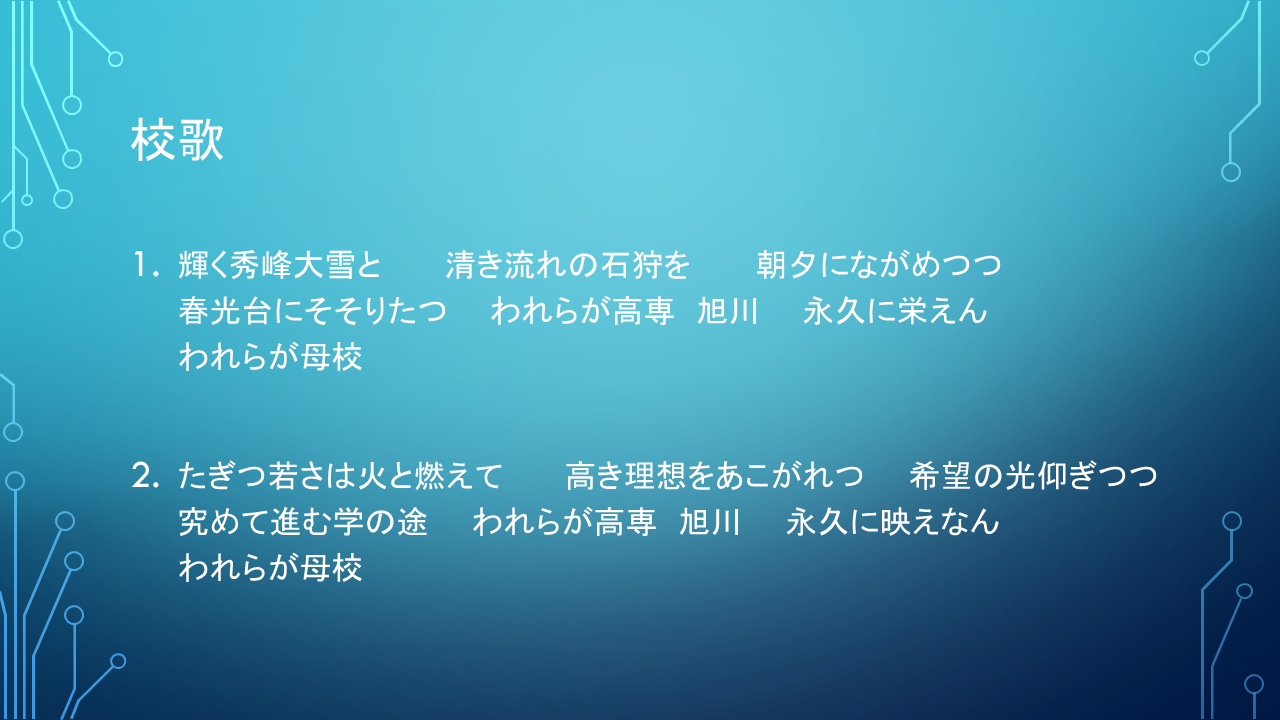 校歌
1. 輝く秀峰大雪と　　清き流れの石狩を　　朝夕にながめつつ
春光台にそそりたつ　われらが高専　旭川　永久に栄えん
われらが母校
2. たぎつ若さは火と燃えて　　高き理想をあこがれつ　希望の光仰ぎつつ
究めて進む学の途　われらが高専　旭川　永久に映えなん
われらが母校